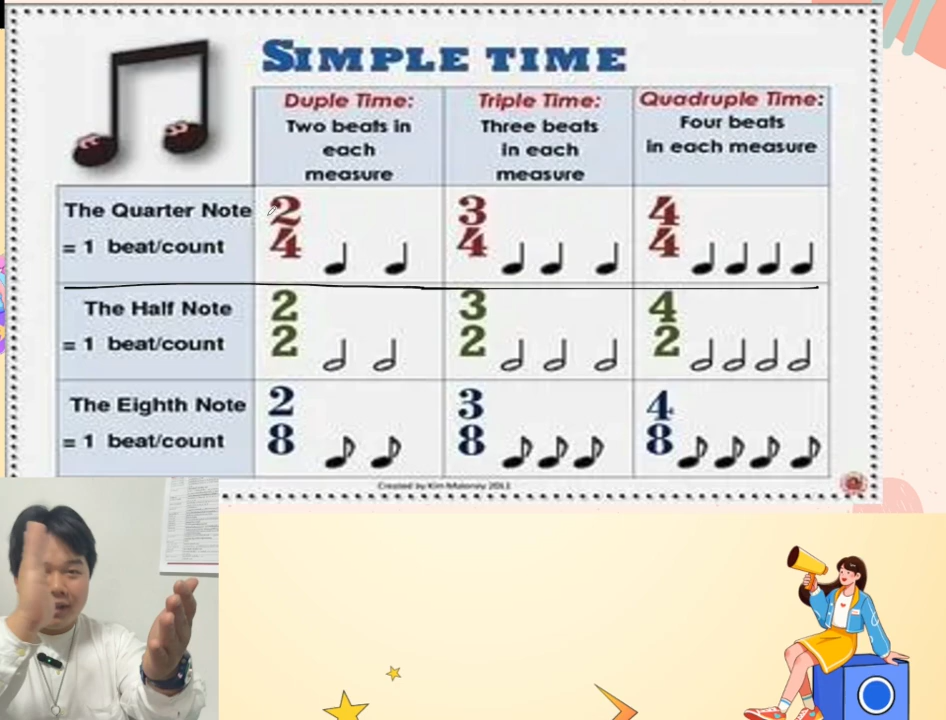 SIMPLE TIME
Duple Time:
Two beats in
each
measure
Triple Time:
Three beats
in each
measure
Quadruple Time:
Four beats
in each measure
The Quarter Note
= 1 beat/count
2
4
3
4
4
4
The Half Note
= 1 beat/count
2
2
3
2
4
2
The Eighth Note
= 1 beat/count
2
8
3
8
4
8
Created by Kim Maloney 2011